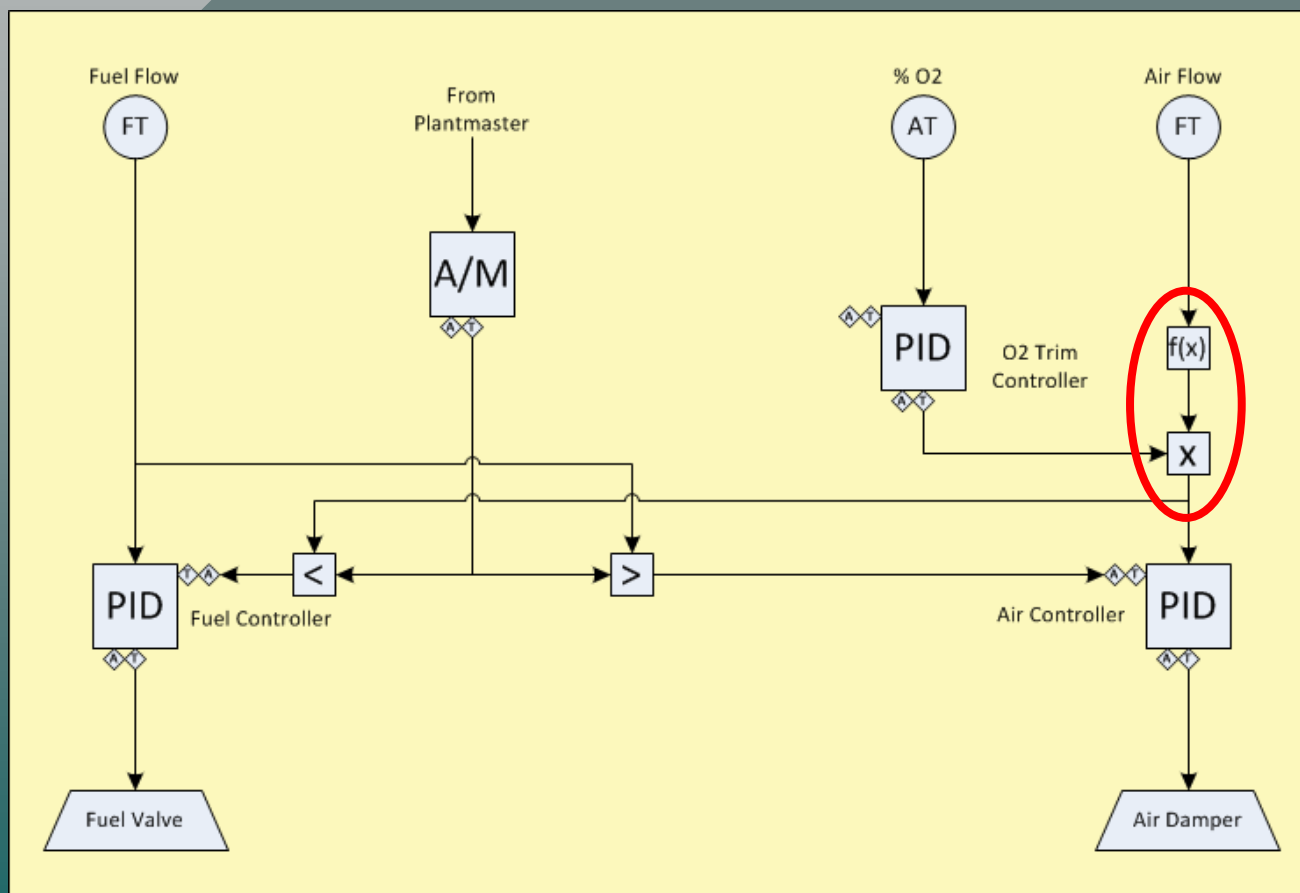 Fuel Flow
FT
From
Plantmaster
% O2
AT
Air Flow
FT
A/M
A T
A T
PID
O2 Trim
Controller
A T
f(x)
x
<
>
T A
A T
PID
Fuel Controller
Air Controller
PID
A T
A T
Fuel Valve
Air Damper